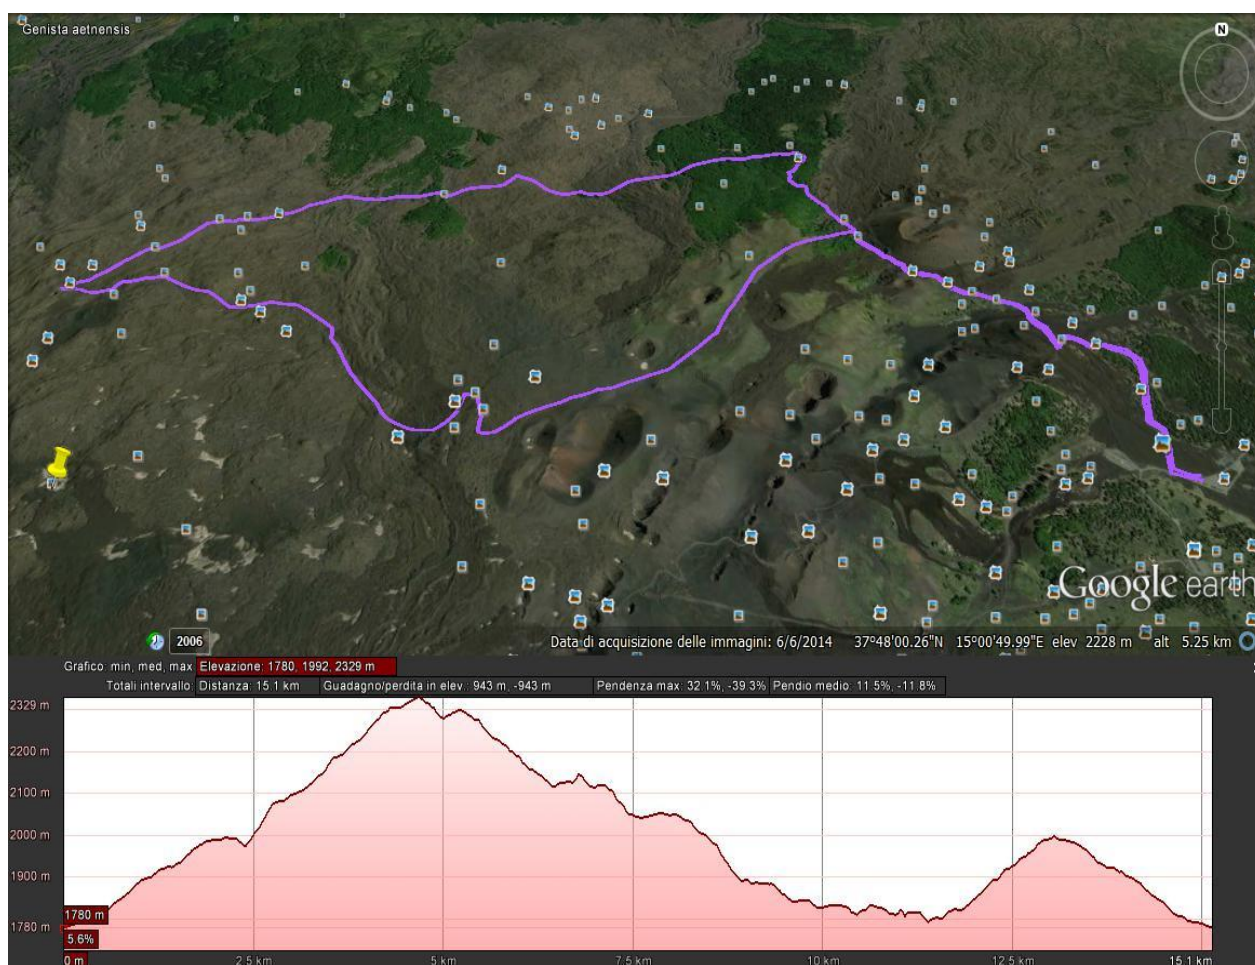 Genista aetnensis
N
Google earth
2006
Data di acquisizione delle immagini: 6/6/2014 37°48'00.26"N 15°00'49.99"E elev 2228 m alt 5.25 km
Grafico: min, med, max Elevazione: 1780, 1992, 2329 m
Totali intervallo: Distanza: 15.1 km Guadagno/perdita in elev.: 943 m, -943 m Pendenza max: 32.1%, -39.3% Pendio medio: 11.5%, -11.8%
2329 m
2200 m
2100 m
2000 m
1900 m
1780 m
1780 m
5.6%
0 m 2.5 km 5 km 7.5 km 10 km 12.5 km 15.1 km